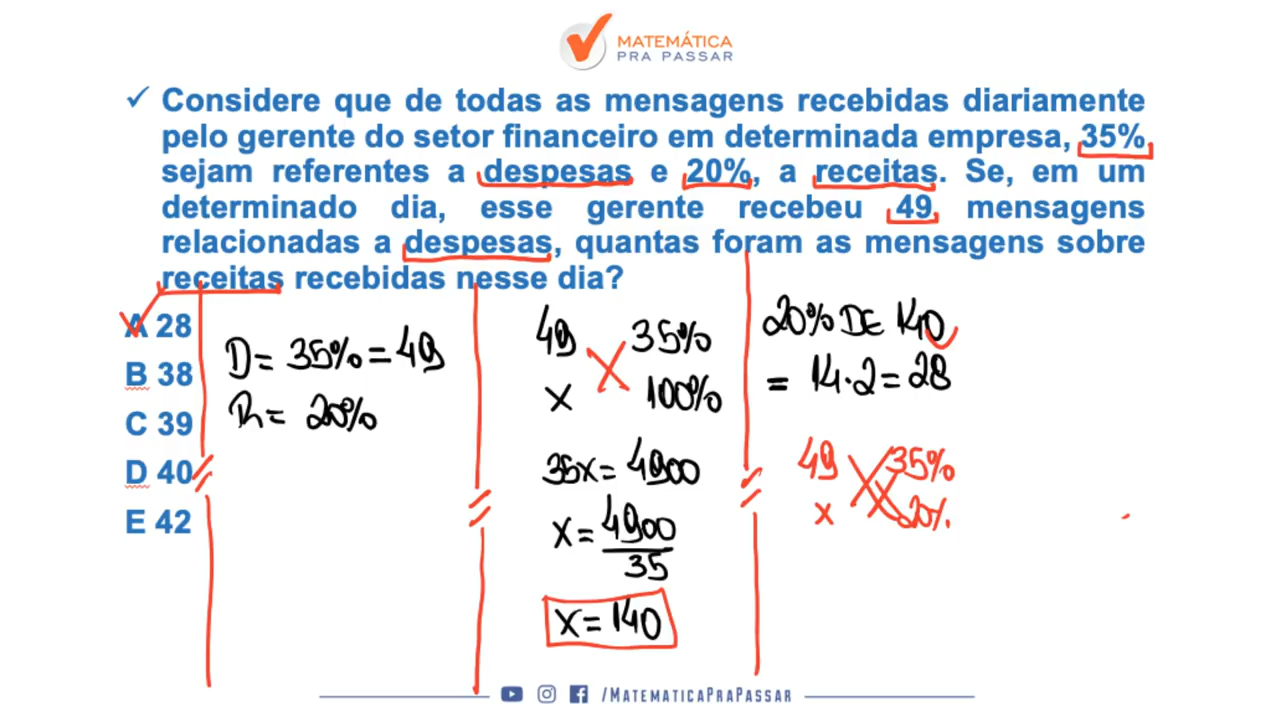 MATEMÁTICA
PRA PASSAR
✓ Considere que de todas as mensagens recebidas diariamente
pelo gerente do setor financeiro em determinada empresa, 35%
sejam referentes a despesas e 20%, a receitas. Se, em um
determinado dia, esse gerente recebeu 49 mensagens
relacionadas a despesas, quantas foram as mensagens sobre
receitas recebidas nesse dia?
A 28
B 38
C 39
D 40
E 42
D = 35% = 49
R = 20%
49 35%
x 100%
35x = 4900
x = 4900
35
x = 140
20% DE 140
= 14 · 2 = 28
49 35%
x 20%
/MATEMATICAPRAPASSAR